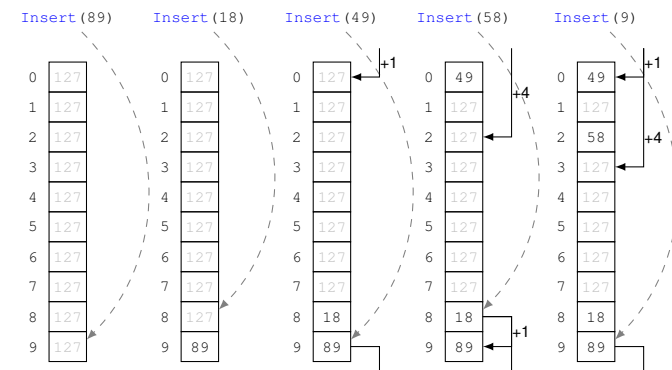 Insert(89) Insert(18) Insert(49) Insert(58) Insert(9)
+1 +1
0 127 0 127 0 127 0 49 0 49
+4
1 127 1 127 1 127 1 127 1 127
2 127 2 127 2 127 2 127 2 58 +4
3 127 3 127 3 127 3 127 3 127
4 127 4 127 4 127 4 127 4 127
5 127 5 127 5 127 5 127 5 127
6 127 6 127 6 127 6 127 6 127
7 127 7 127 7 127 7 127 7 127
8 127 8 127 8 18 8 18 8 18
+1
9 127 9 89 9 89 9 89 9 89